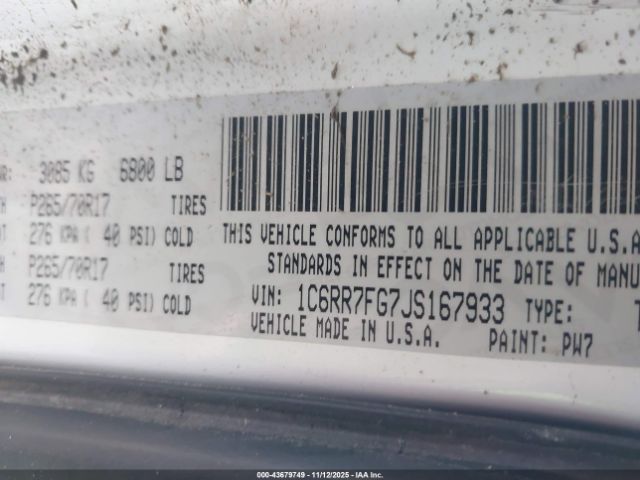 WR: 3085 KG 6800 LB
P265/70R17 TIRES
276 KPA ( 40 PSI) COLD
P265/70R17 TIRES
276 KPA ( 40 PSI) COLD
THIS VEHICLE CONFORMS TO ALL APPLICABLE U.S.A
STANDARDS IN EFFECT ON THE DATE OF MANU
VIN: 1C6RR7FG7JS167933 TYPE: T
VEHICLE MADE IN U.S.A. PAINT: PW7
00-43679749 - 11/12/2025 - IAA Inc.